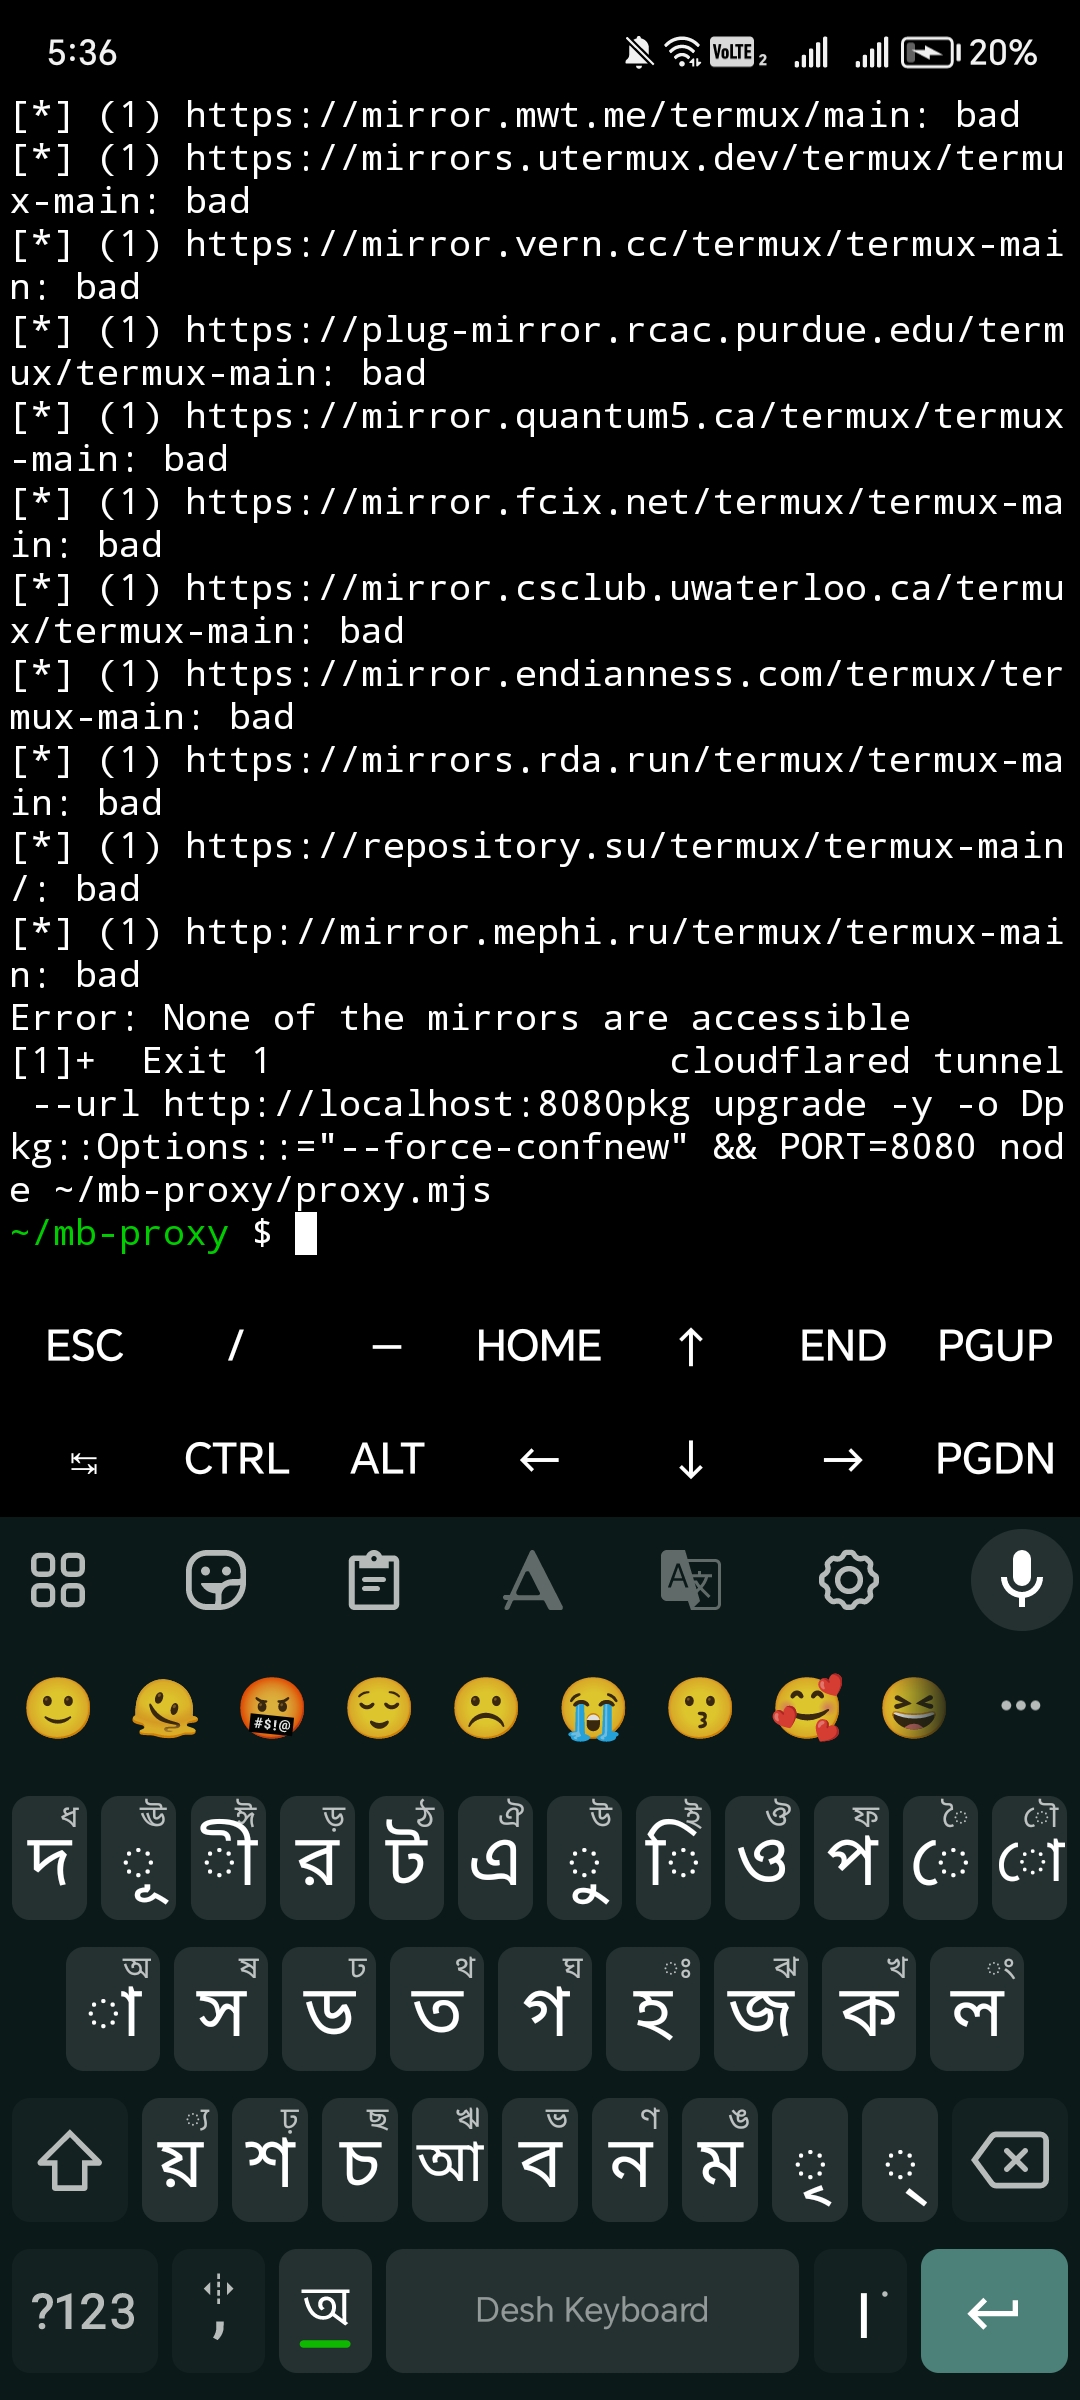 5:36 VoLTE 2 20%
[*] (1) https://mirror.mwt.me/termux/main: bad
[*] (1) https://mirrors.utermux.dev/termux/termu
x-main: bad
[*] (1) https://mirror.vern.cc/termux/termux-mai
n: bad
[*] (1) https://plug-mirror.rcac.purdue.edu/term
ux/termux-main: bad
[*] (1) https://mirror.quantum5.ca/termux/termux
-main: bad
[*] (1) https://mirror.fcix.net/termux/termux-ma
in: bad
[*] (1) https://mirror.csclub.uwaterloo.ca/termu
x/termux-main: bad
[*] (1) https://mirror.endianness.com/termux/ter
mux-main: bad
[*] (1) https://mirrors.rda.run/termux/termux-ma
in: bad
[*] (1) https://repository.su/termux/termux-main
/: bad
[*] (1) http://mirror.mephi.ru/termux/termux-mai
n: bad
Error: None of the mirrors are accessible
[1]+  Exit 1                  cloudflared tunnel
 --url http://localhost:8080pkg upgrade -y -o Dp
kg::Options::="--force-confnew" && PORT=8080 nod
e ~/mb-proxy/proxy.mjs
~/mb-proxy $
ESC / — HOME ↑ END PGUP
↹ CTRL ALT ← ↓ → PGDN
ধ ঊ ঈ ড় ঠ ঐ উ ই ঔ ফ ৈ ৌ
দ ূ ী র ট এ ু ি ও প ে ো
অ ষ ঢ থ ঘ ঃ ঝ খ ং
া স ড ত গ হ জ ক ল
্য ঢ় ছ ঋ ভ ণ ঙ
য় শ চ আ ব ন ম ৃ ্
?123 , অ Desh Keyboard ।